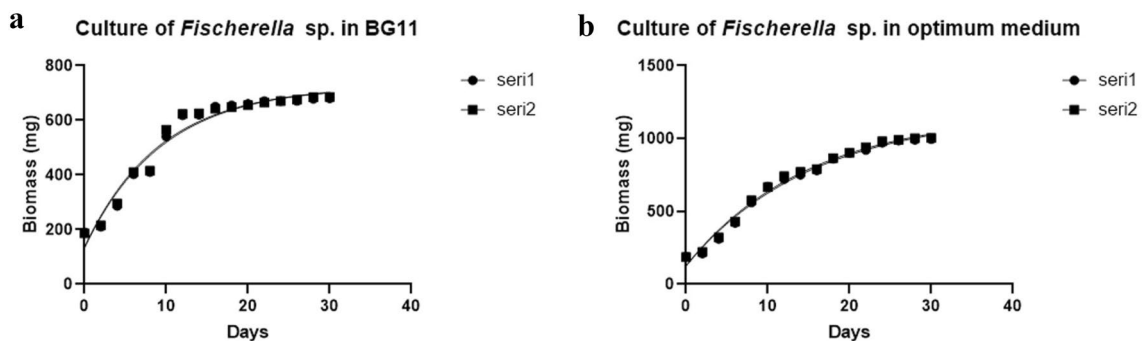 a
Culture of Fischerella sp. in BG11
800
600
400
200
0
Biomass (mg)
0 10 20 30 40
Days
seri1
seri2
b
Culture of Fischerella sp. in optimum medium
1500
1000
500
0
Biomass (mg)
0 10 20 30 40
Days
seri1
seri2